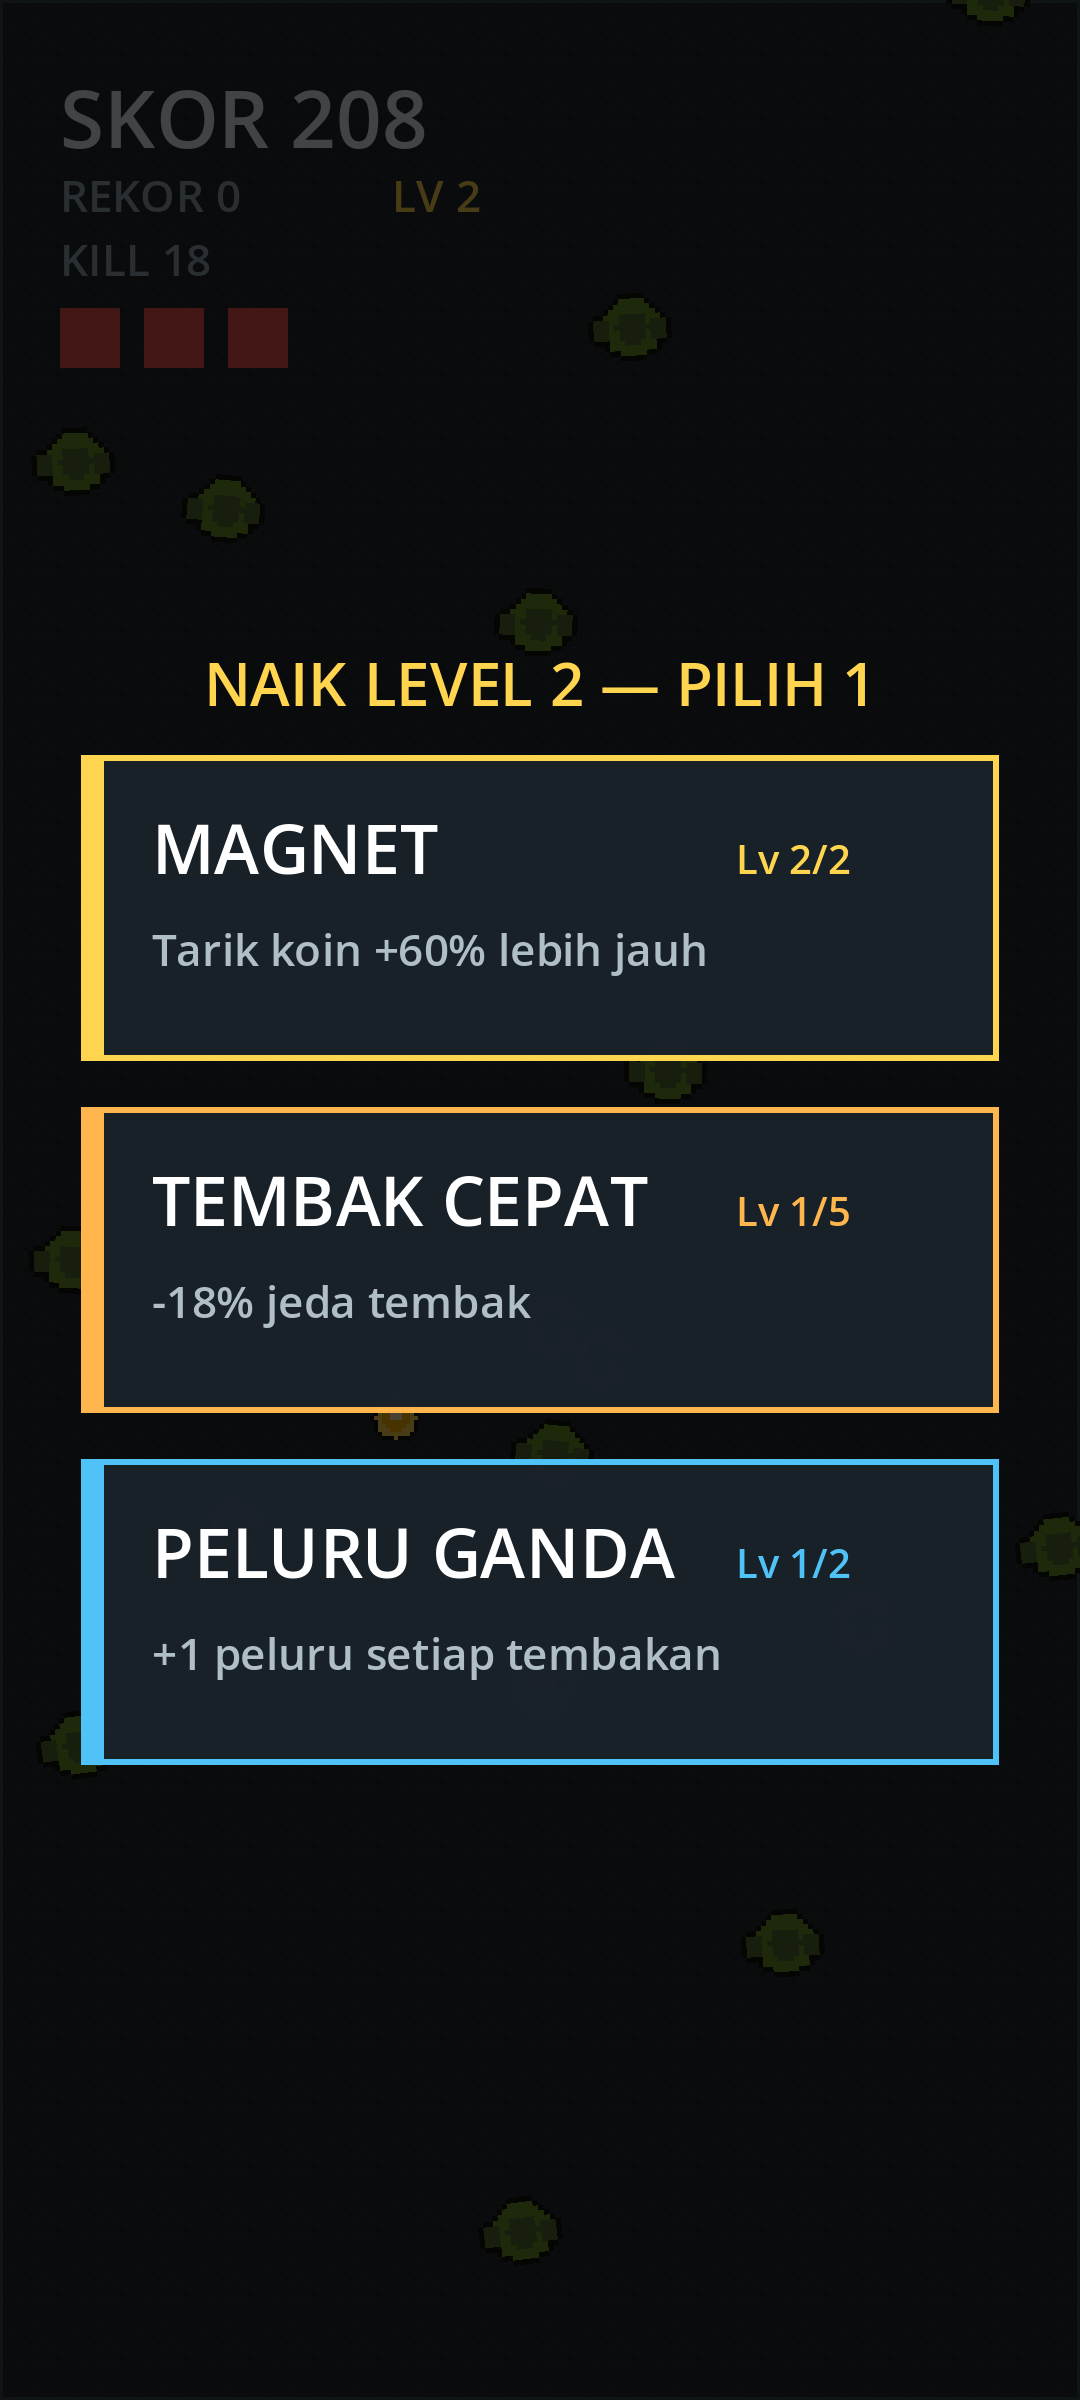 SKOR 208
REKOR 0 LV 2
KILL 18
NAIK LEVEL 2 — PILIH 1
MAGNET Lv 2/2
Tarik koin +60% lebih jauh
TEMBAK CEPAT Lv 1/5
-18% jeda tembak
PELURU GANDA Lv 1/2
+1 peluru setiap tembakan